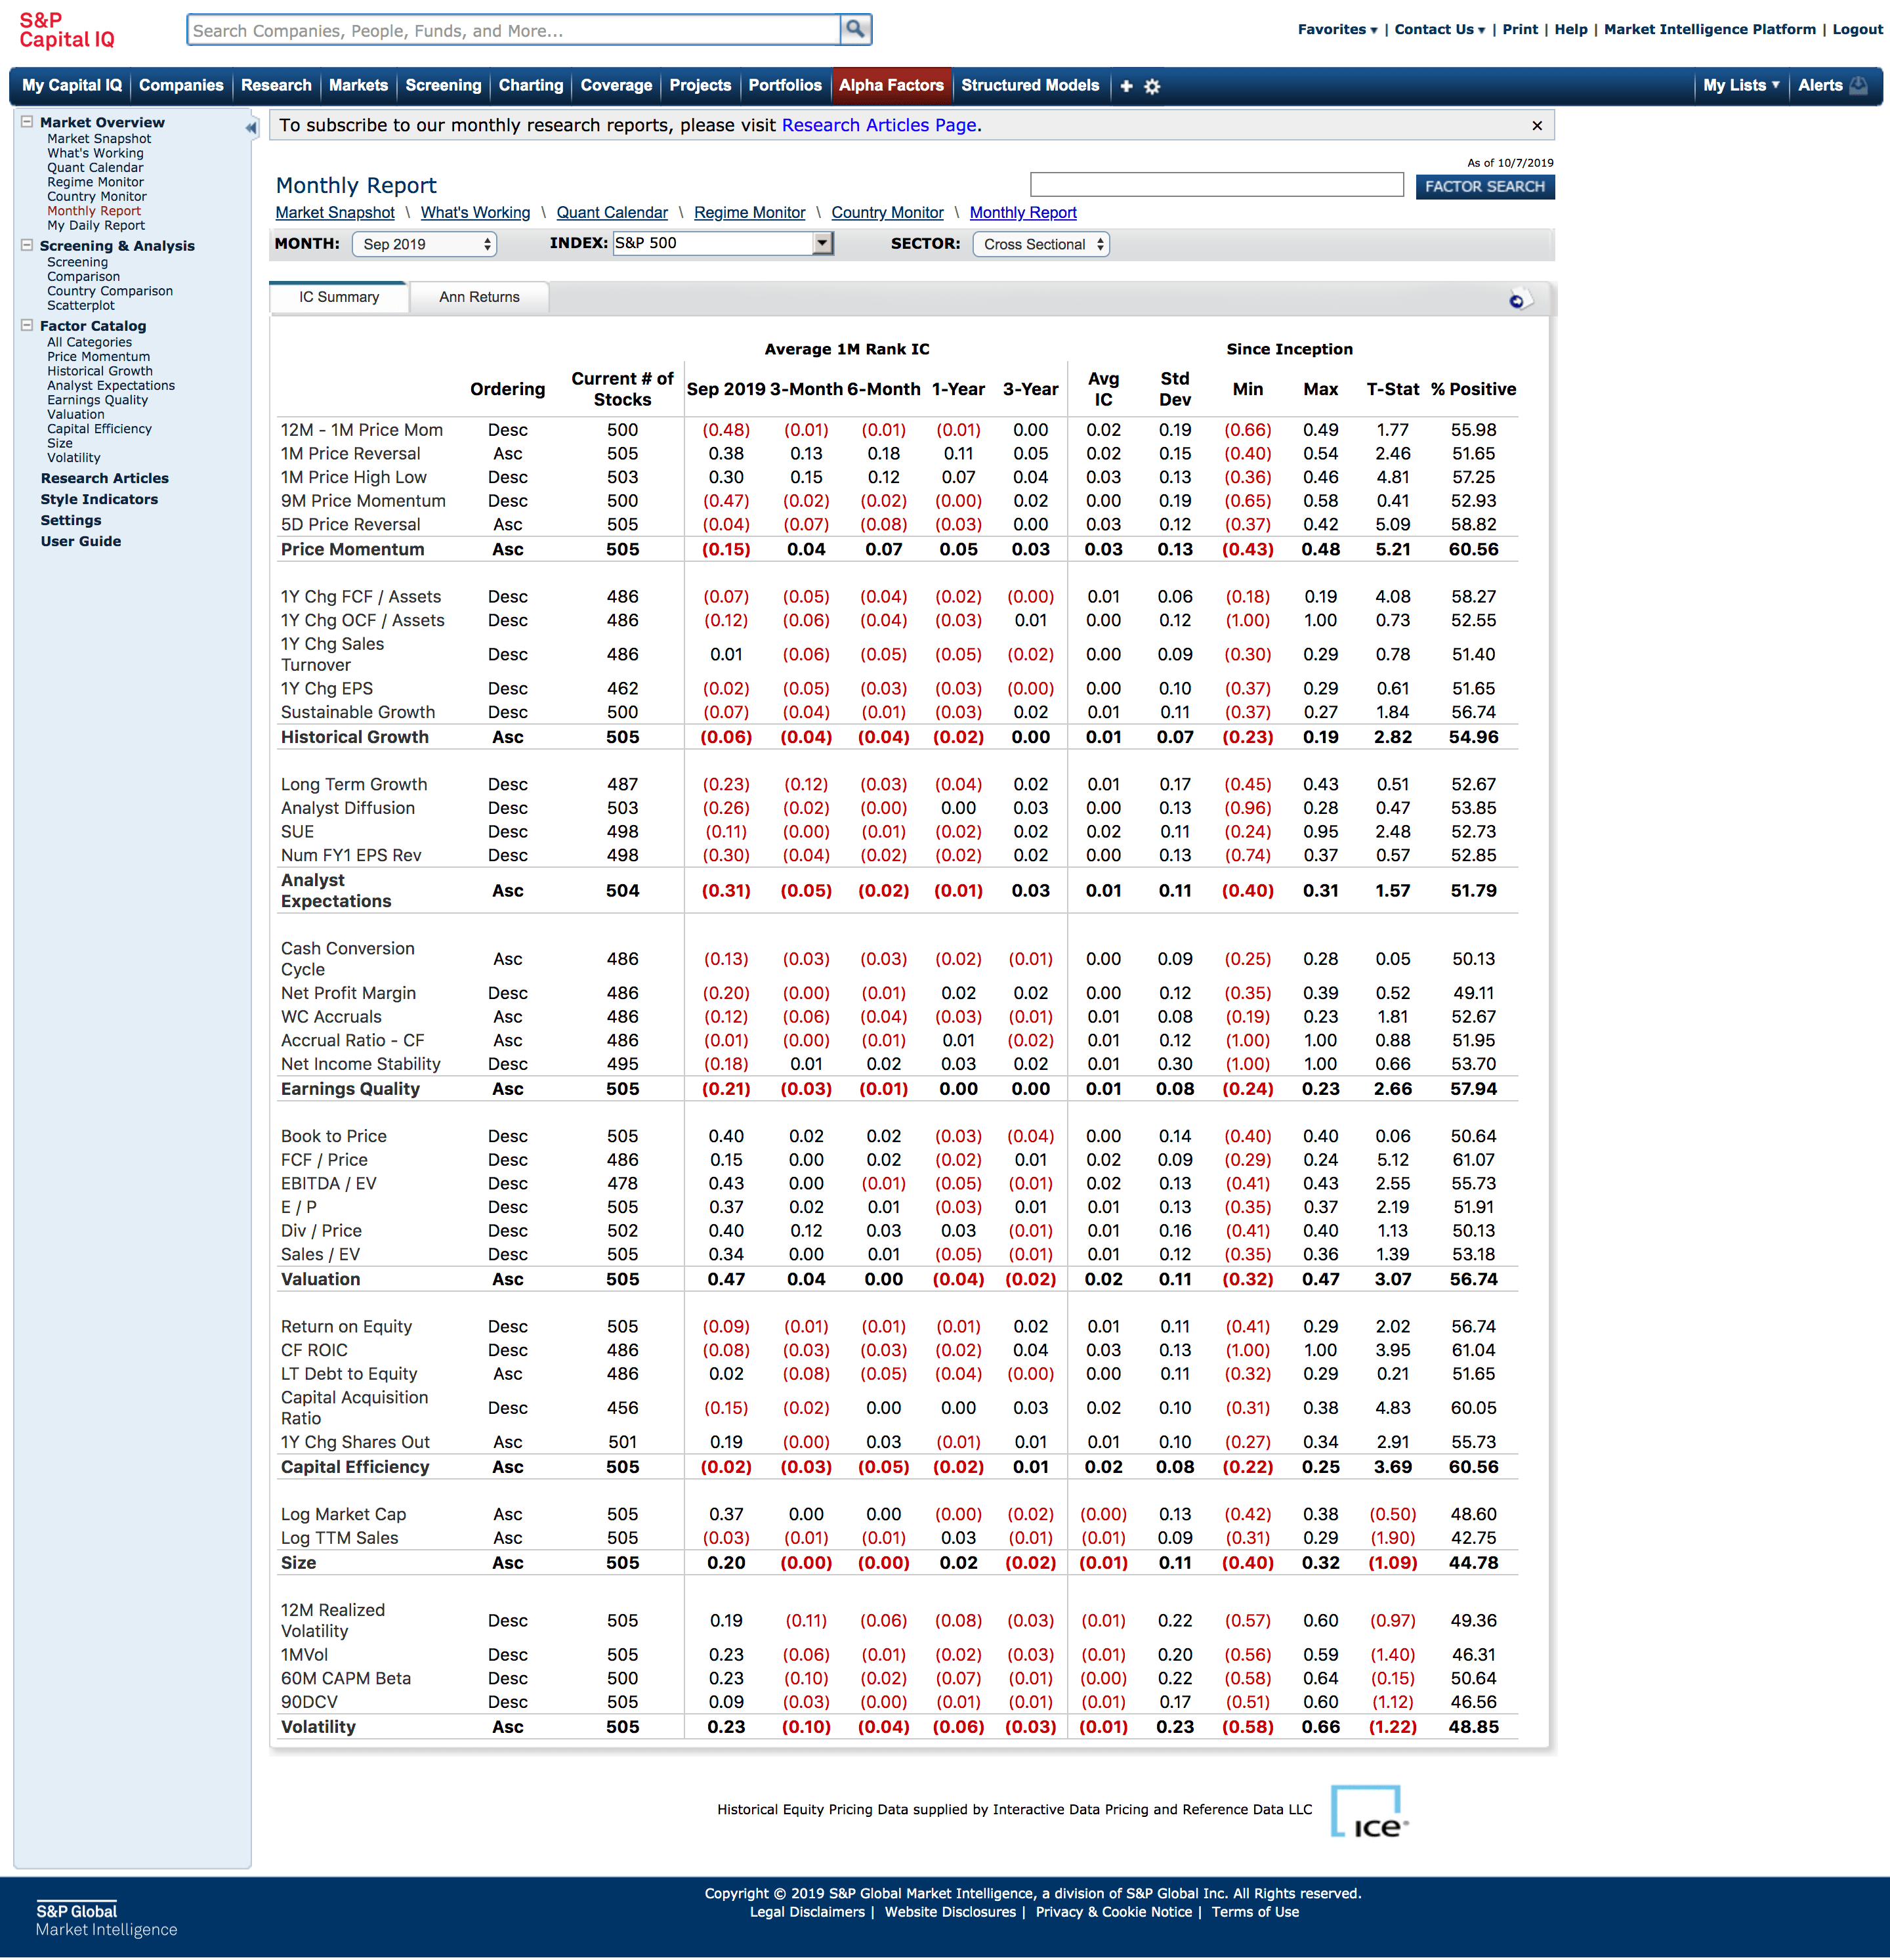 S&P
Capital IQ
Search Companies, People, Funds, and More...
Favorites ▾ | Contact Us ▾ | Print | Help | Market Intelligence Platform | Logout
My Capital IQ Companies Research Markets Screening Charting Coverage Projects Portfolios Alpha Factors Structured Models My Lists ▾ Alerts
Market Overview
Market Snapshot
What's Working
Quant Calendar
Regime Monitor
Country Monitor
Monthly Report
My Daily Report
Screening & Analysis
Screening
Comparison
Country Comparison
Scatterplot
Factor Catalog
All Categories
Price Momentum
Historical Growth
Analyst Expectations
Earnings Quality
Valuation
Capital Efficiency
Size
Volatility
Research Articles
Style Indicators
Settings
User Guide
To subscribe to our monthly research reports, please visit Research Articles Page.
As of 10/7/2019
Monthly Report
FACTOR SEARCH
Market Snapshot \ What's Working \ Quant Calendar \ Regime Monitor \ Country Monitor \ Monthly Report
MONTH: Sep 2019 INDEX: S&P 500 SECTOR: Cross Sectional
IC Summary Ann Returns
Average 1M Rank IC Since Inception
Ordering Current # of Stocks Sep 2019 3-Month 6-Month 1-Year 3-Year Avg IC Std Dev Min Max T-Stat % Positive
12M - 1M Price Mom Desc 500 (0.48) (0.01) (0.01) (0.01) 0.00 0.02 0.19 (0.66) 0.49 1.77 55.98
1M Price Reversal Asc 505 0.38 0.13 0.18 0.11 0.05 0.02 0.15 (0.40) 0.54 2.46 51.65
1M Price High Low Desc 503 0.30 0.15 0.12 0.07 0.04 0.03 0.13 (0.36) 0.46 4.81 57.25
9M Price Momentum Desc 500 (0.47) (0.02) (0.02) (0.00) 0.02 0.00 0.19 (0.65) 0.58 0.41 52.93
5D Price Reversal Asc 505 (0.04) (0.07) (0.08) (0.03) 0.00 0.03 0.12 (0.37) 0.42 5.09 58.82
Price Momentum Asc 505 (0.15) 0.04 0.07 0.05 0.03 0.03 0.13 (0.43) 0.48 5.21 60.56
1Y Chg FCF / Assets Desc 486 (0.07) (0.05) (0.04) (0.02) (0.00) 0.01 0.06 (0.18) 0.19 4.08 58.27
1Y Chg OCF / Assets Desc 486 (0.12) (0.06) (0.04) (0.03) 0.01 0.00 0.12 (1.00) 1.00 0.73 52.55
1Y Chg Sales Turnover Desc 486 0.01 (0.06) (0.05) (0.05) (0.02) 0.00 0.09 (0.30) 0.29 0.78 51.40
1Y Chg EPS Desc 462 (0.02) (0.05) (0.03) (0.03) (0.00) 0.00 0.10 (0.37) 0.29 0.61 51.65
Sustainable Growth Desc 500 (0.07) (0.04) (0.01) (0.03) 0.02 0.01 0.11 (0.37) 0.27 1.84 56.74
Historical Growth Asc 505 (0.06) (0.04) (0.04) (0.02) 0.00 0.01 0.07 (0.23) 0.19 2.82 54.96
Long Term Growth Desc 487 (0.23) (0.12) (0.03) (0.04) 0.02 0.01 0.17 (0.45) 0.43 0.51 52.67
Analyst Diffusion Desc 503 (0.26) (0.02) (0.00) 0.00 0.03 0.00 0.13 (0.96) 0.28 0.47 53.85
SUE Desc 498 (0.11) (0.00) (0.01) (0.02) 0.02 0.02 0.11 (0.24) 0.95 2.48 52.73
Num FY1 EPS Rev Desc 498 (0.30) (0.04) (0.02) (0.02) 0.02 0.00 0.13 (0.74) 0.37 0.57 52.85
Analyst Expectations Asc 504 (0.31) (0.05) (0.02) (0.01) 0.03 0.01 0.11 (0.40) 0.31 1.57 51.79
Cash Conversion Cycle Asc 486 (0.13) (0.03) (0.03) (0.02) (0.01) 0.00 0.09 (0.25) 0.28 0.05 50.13
Net Profit Margin Desc 486 (0.20) (0.00) (0.01) 0.02 0.02 0.00 0.12 (0.35) 0.39 0.52 49.11
WC Accruals Asc 486 (0.12) (0.06) (0.04) (0.03) (0.01) 0.01 0.08 (0.19) 0.23 1.81 52.67
Accrual Ratio - CF Asc 486 (0.01) (0.00) (0.01) 0.01 (0.02) 0.01 0.12 (1.00) 1.00 0.88 51.95
Net Income Stability Desc 495 (0.18) 0.01 0.02 0.03 0.02 0.01 0.30 (1.00) 1.00 0.66 53.70
Earnings Quality Asc 505 (0.21) (0.03) (0.01) 0.00 0.00 0.01 0.08 (0.24) 0.23 2.66 57.94
Book to Price Desc 505 0.40 0.02 0.02 (0.03) (0.04) 0.00 0.14 (0.40) 0.40 0.06 50.64
FCF / Price Desc 486 0.15 0.00 0.02 (0.02) 0.01 0.02 0.09 (0.29) 0.24 5.12 61.07
EBITDA / EV Desc 478 0.43 0.00 (0.01) (0.05) (0.01) 0.02 0.13 (0.41) 0.43 2.55 55.73
E / P Desc 505 0.37 0.02 0.01 (0.03) 0.01 0.01 0.13 (0.35) 0.37 2.19 51.91
Div / Price Desc 502 0.40 0.12 0.03 0.03 (0.01) 0.01 0.16 (0.41) 0.40 1.13 50.13
Sales / EV Desc 505 0.34 0.00 0.01 (0.05) (0.01) 0.01 0.12 (0.35) 0.36 1.39 53.18
Valuation Asc 505 0.47 0.04 0.00 (0.04) (0.02) 0.02 0.11 (0.32) 0.47 3.07 56.74
Return on Equity Desc 505 (0.09) (0.01) (0.01) (0.01) 0.02 0.01 0.11 (0.41) 0.29 2.02 56.74
CF ROIC Desc 486 (0.08) (0.03) (0.03) (0.02) 0.04 0.03 0.13 (1.00) 1.00 3.95 61.04
LT Debt to Equity Asc 486 0.02 (0.08) (0.05) (0.04) (0.00) 0.00 0.11 (0.32) 0.29 0.21 51.65
Capital Acquisition Ratio Desc 456 (0.15) (0.02) 0.00 0.00 0.03 0.02 0.10 (0.31) 0.38 4.83 60.05
1Y Chg Shares Out Asc 501 0.19 (0.00) 0.03 (0.01) 0.01 0.01 0.10 (0.27) 0.34 2.91 55.73
Capital Efficiency Asc 505 (0.02) (0.03) (0.05) (0.02) 0.01 0.02 0.08 (0.22) 0.25 3.69 60.56
Log Market Cap Asc 505 0.37 0.00 0.00 (0.00) (0.02) (0.00) 0.13 (0.42) 0.38 (0.50) 48.60
Log TTM Sales Asc 505 (0.03) (0.01) (0.01) 0.03 (0.01) (0.01) 0.09 (0.31) 0.29 (1.90) 42.75
Size Asc 505 0.20 (0.00) (0.00) 0.02 (0.02) (0.01) 0.11 (0.40) 0.32 (1.09) 44.78
12M Realized Volatility Desc 505 0.19 (0.11) (0.06) (0.08) (0.03) (0.01) 0.22 (0.57) 0.60 (0.97) 49.36
1MVol Desc 505 0.23 (0.06) (0.01) (0.02) (0.03) (0.01) 0.20 (0.56) 0.59 (1.40) 46.31
60M CAPM Beta Desc 500 0.23 (0.10) (0.02) (0.07) (0.01) (0.00) 0.22 (0.58) 0.64 (0.15) 50.64
90DCV Desc 505 0.09 (0.03) (0.00) (0.01) (0.01) (0.01) 0.17 (0.51) 0.60 (1.12) 46.56
Volatility Asc 505 0.23 (0.10) (0.04) (0.06) (0.03) (0.01) 0.23 (0.58) 0.66 (1.22) 48.85
Historical Equity Pricing Data supplied by Interactive Data Pricing and Reference Data LLC
ice
Copyright © 2019 S&P Global Market Intelligence, a division of S&P Global Inc. All Rights reserved.
Legal Disclaimers | Website Disclosures | Privacy & Cookie Notice | Terms of Use
S&P Global
Market Intelligence